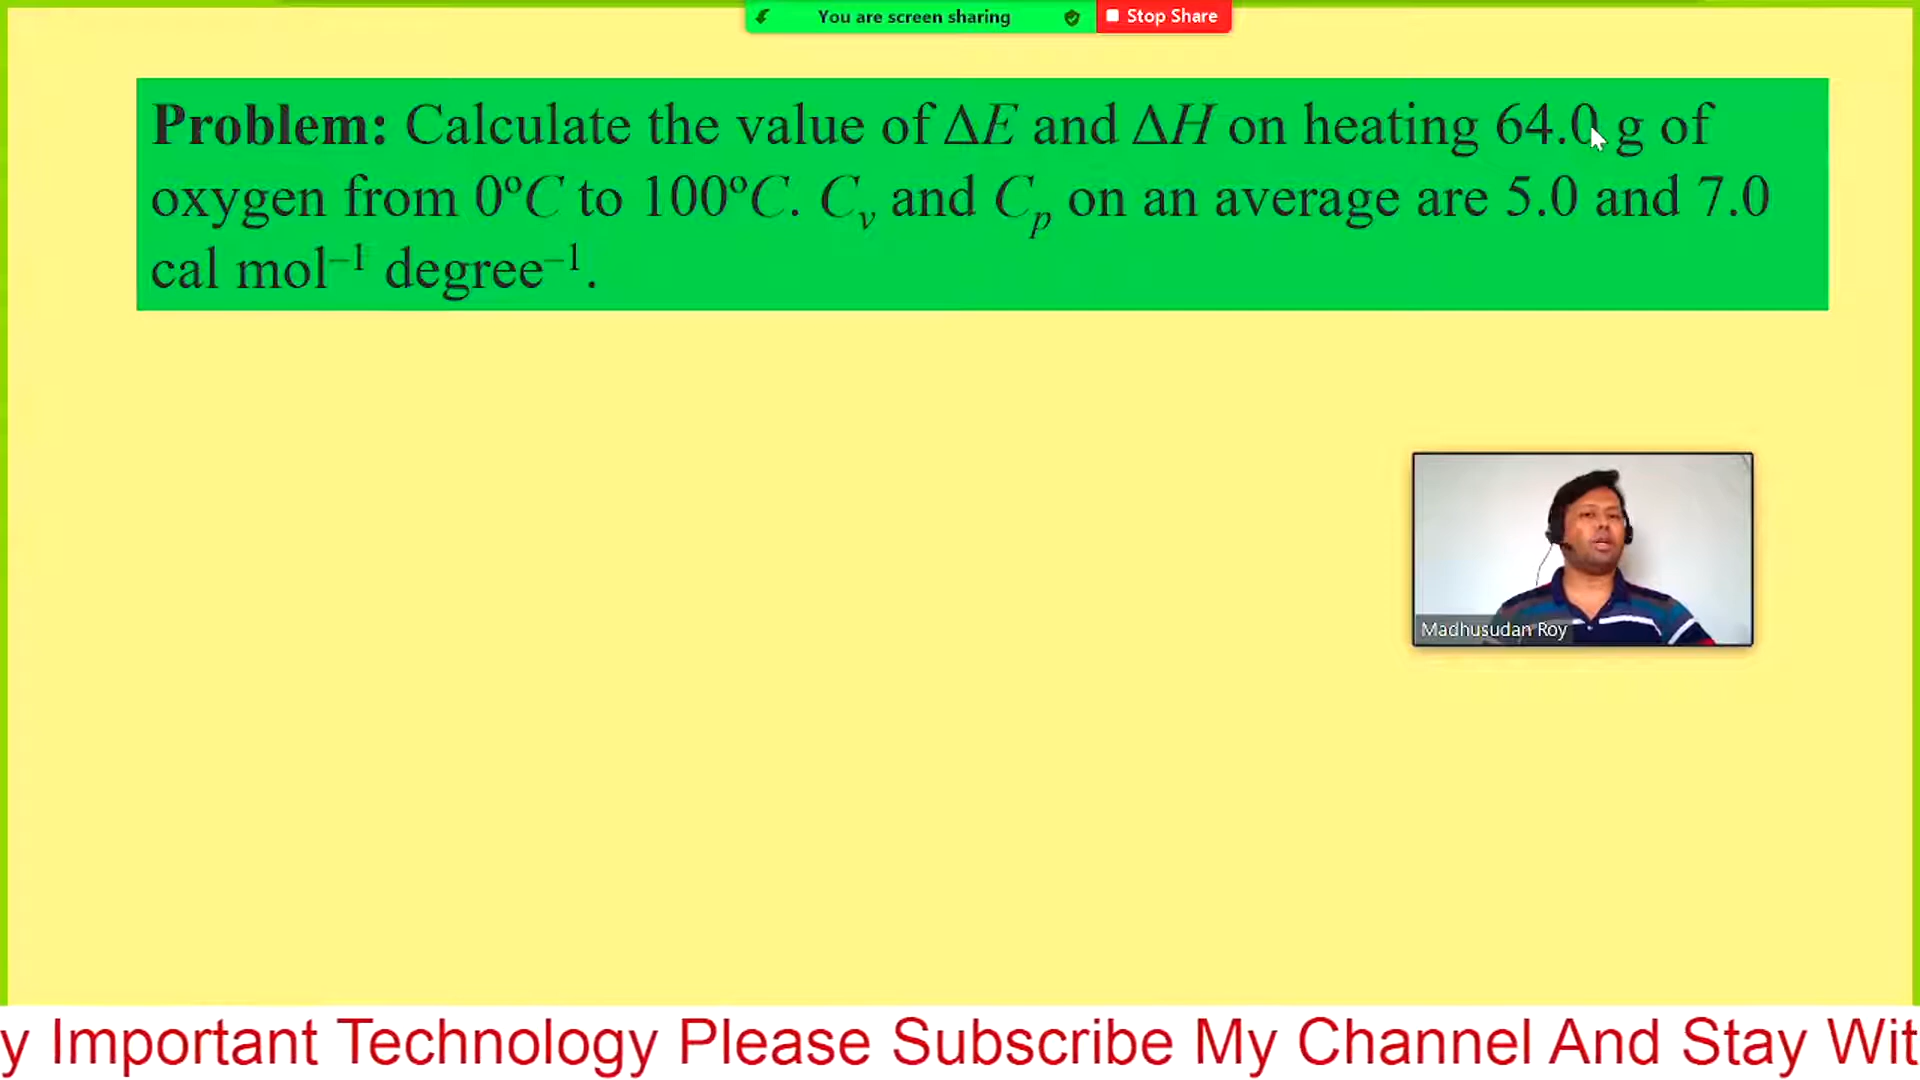 You are screen sharing
Stop Share
Problem: Calculate the value of ΔE and ΔH on heating 64.0 g of
oxygen from 0°C to 100°C. Cᵥ and Cₚ on an average are 5.0 and 7.0
cal mol⁻¹ degree⁻¹.
Madhusudan Roy
y Important Technology Please Subscribe My Channel And Stay Wit